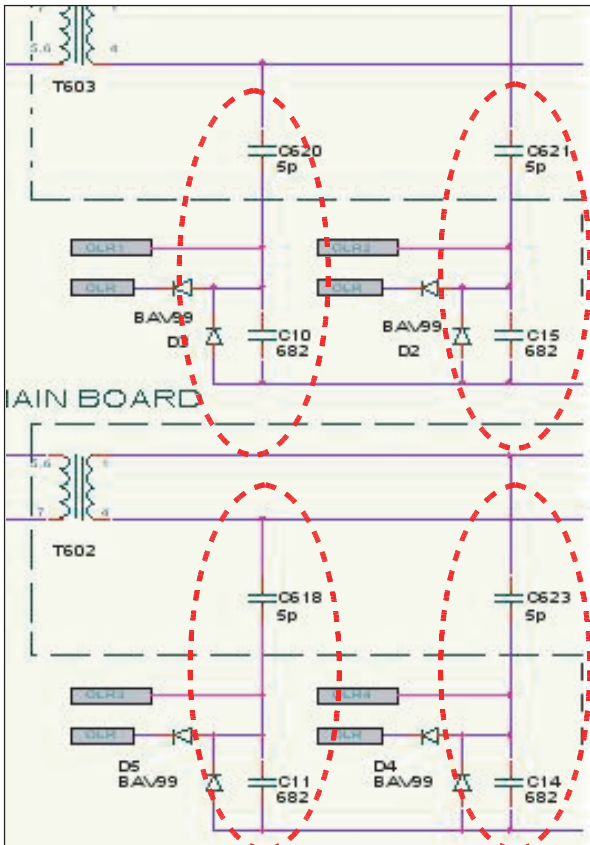 1
5,6 4
T603
C620 C621
5p 5p
OLR1 OLR2
OLR OLR
BAV99 BAV99
D3 D2
C10 C15
682 682
MAIN BOARD
5,6 1
7 4
T602
C618 C623
5p 5p
OLR3 OLR4
OLR OLR
D5 D4
BAV99 BAV99
C11 C14
682 682